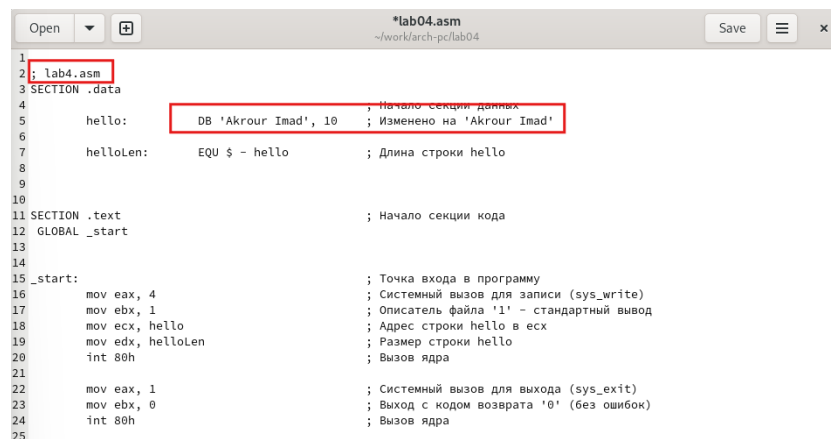 Open
*lab04.asm
~/work/arch-pc/lab04
Save
1
2 ; lab4.asm
3 SECTION .data
4 ; Начало секции данных
5 hello: DB 'Akrour Imad', 10 ; Изменено на 'Akrour Imad'
6
7 helloLen: EQU $ - hello ; Длина строки hello
8
9
10
11 SECTION .text ; Начало секции кода
12 GLOBAL _start
13
14
15 _start: ; Точка входа в программу
16 mov eax, 4 ; Системный вызов для записи (sys_write)
17 mov ebx, 1 ; Описатель файла '1' - стандартный вывод
18 mov ecx, hello ; Адрес строки hello в ecx
19 mov edx, helloLen ; Размер строки hello
20 int 80h ; Вызов ядра
21
22 mov eax, 1 ; Системный вызов для выхода (sys_exit)
23 mov ebx, 0 ; Выход с кодом возврата '0' (без ошибок)
24 int 80h ; Вызов ядра
25